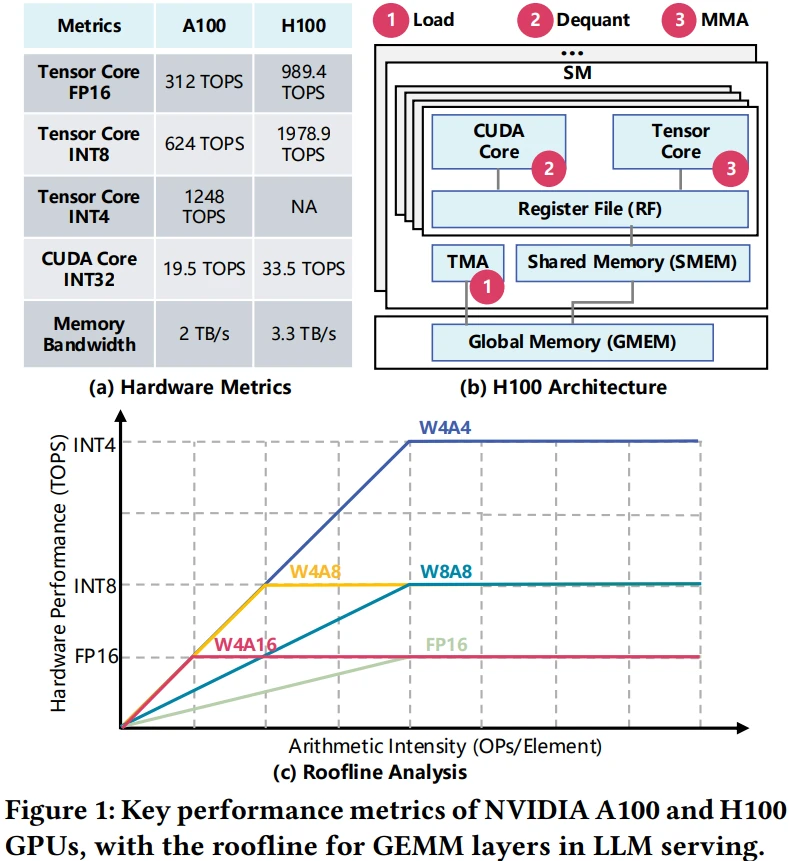 Metrics A100 H100
Tensor Core FP16 312 TOPS 989.4 TOPS
Tensor Core INT8 624 TOPS 1978.9 TOPS
Tensor Core INT4 1248 TOPS NA
CUDA Core INT32 19.5 TOPS 33.5 TOPS
Memory Bandwidth 2 TB/s 3.3 TB/s
(a) Hardware Metrics
1 Load 2 Dequant 3 MMA
...
SM
CUDA Core 2
Tensor Core 3
Register File (RF)
TMA 1
Shared Memory (SMEM)
Global Memory (GMEM)
(b) H100 Architecture
Hardware Performance (TOPS)
INT4
INT8
FP16
W4A4
W4A8
W8A8
W4A16
FP16
Arithmetic Intensity (OPs/Element)
(c) Roofline Analysis
Figure 1: Key performance metrics of NVIDIA A100 and H100
GPUs, with the roofline for GEMM layers in LLM serving.